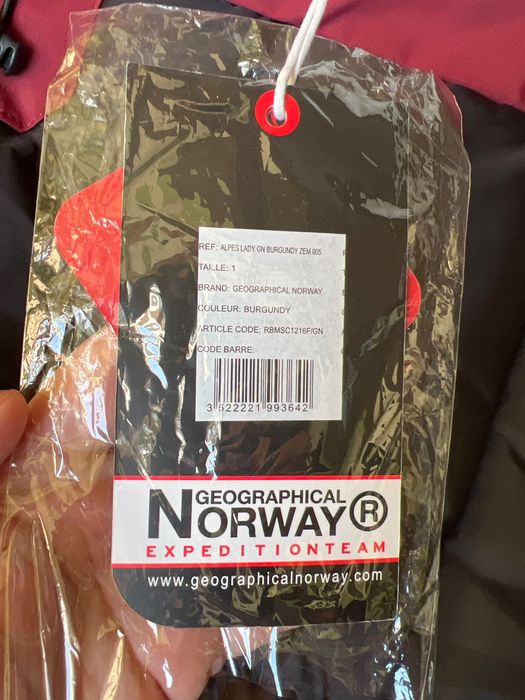 REF: ALPES LADY GN BURGUNDY ZEM 005
TAILLE: 1
BRAND: GEOGRAPHICAL NORWAY
COULEUR: BURGUNDY
ARTICLE CODE: RBMSC1216F/GN
CODE BARRE:
3 522221 993642
GEOGRAPHICAL
NORWAY®
EXPEDITIONTEAM
www.geographicalnorway.com